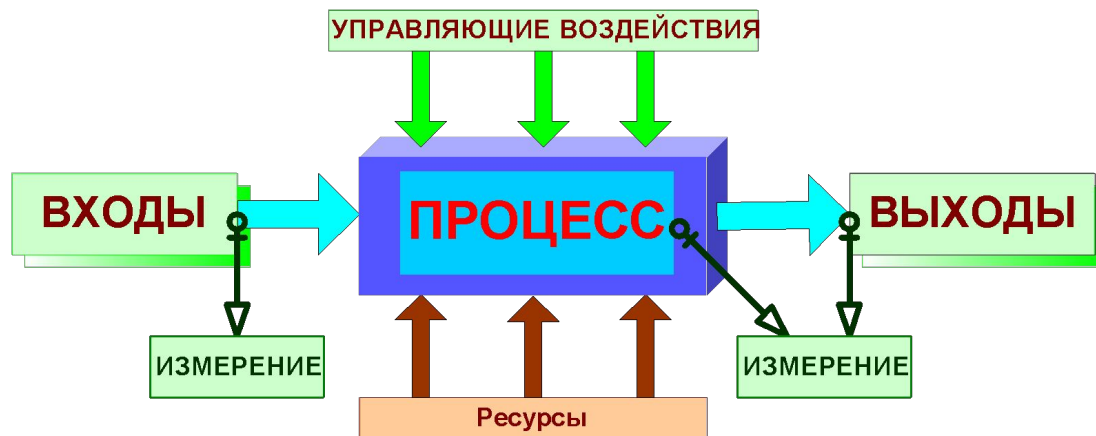 УПРАВЛЯЮЩИЕ ВОЗДЕЙСТВИЯ
ВХОДЫ
ПРОЦЕСС
ВЫХОДЫ
ИЗМЕРЕНИЕ
ИЗМЕРЕНИЕ
Ресурсы